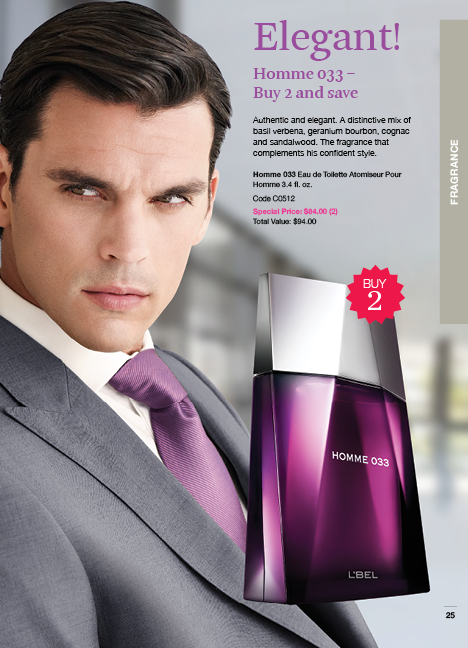 Elegant!
Homme 033 –
Buy 2 and save
Authentic and elegant. A distinctive mix of
basil verbena, geranium bourbon, cognac
and sandalwood. The fragrance that
complements his confident style.
Homme 033 Eau de Toilette Atomiseur Pour
Homme 3.4 fl. oz.
Code C0512
Special Price: $84.00 (2)
Total Value: $94.00
FRAGRANCE
BUY
2
HOMME 033
L'BEL
25